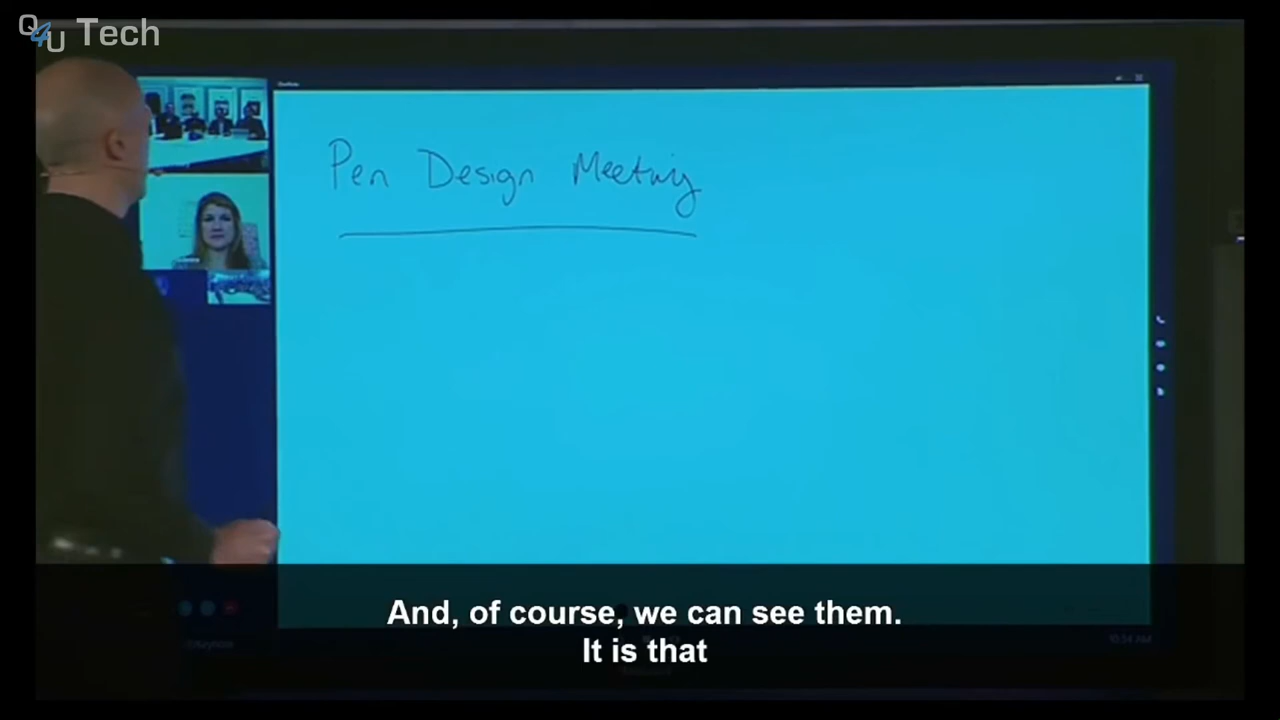 Q4U Tech
Pen Design Meeting
And, of course, we can see them.
It is that